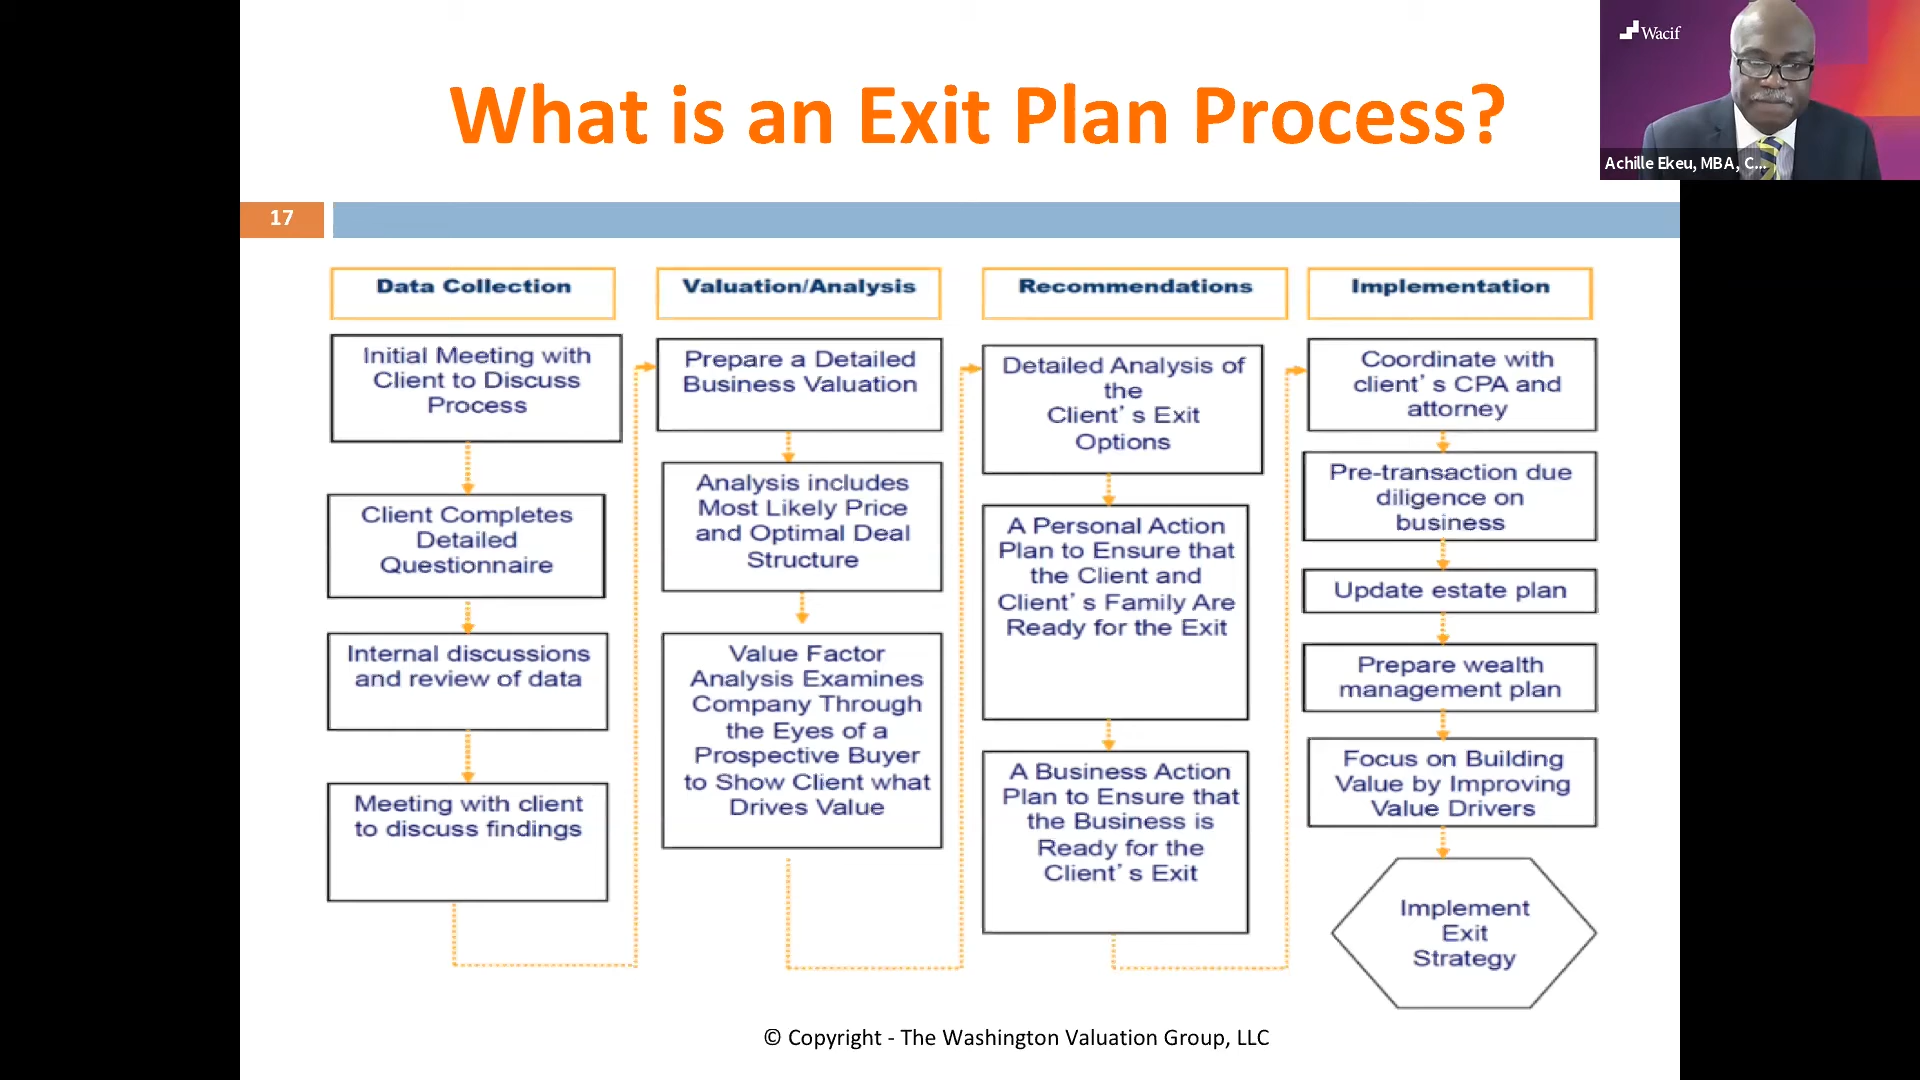 What is an Exit Plan Process?
Wacif
Achille Ekeu, MBA, C...
17
Data Collection
Initial Meeting with
Client to Discuss
Process
Client Completes
Detailed
Questionnaire
Internal discussions
and review of data
Meeting with client
to discuss findings
Valuation/Analysis
Prepare a Detailed
Business Valuation
Analysis includes
Most Likely Price
and Optimal Deal
Structure
Value Factor
Analysis Examines
Company Through
the Eyes of a
Prospective Buyer
to Show Client what
Drives Value
Recommendations
Detailed Analysis of
the
Client’s Exit
Options
A Personal Action
Plan to Ensure that
the Client and
Client’s Family Are
Ready for the Exit
A Business Action
Plan to Ensure that
the Business is
Ready for the
Client’s Exit
Implementation
Coordinate with
client’s CPA and
attorney
Pre-transaction due
diligence on
business
Update estate plan
Prepare wealth
management plan
Focus on Building
Value by Improving
Value Drivers
Implement
Exit
Strategy
© Copyright - The Washington Valuation Group, LLC